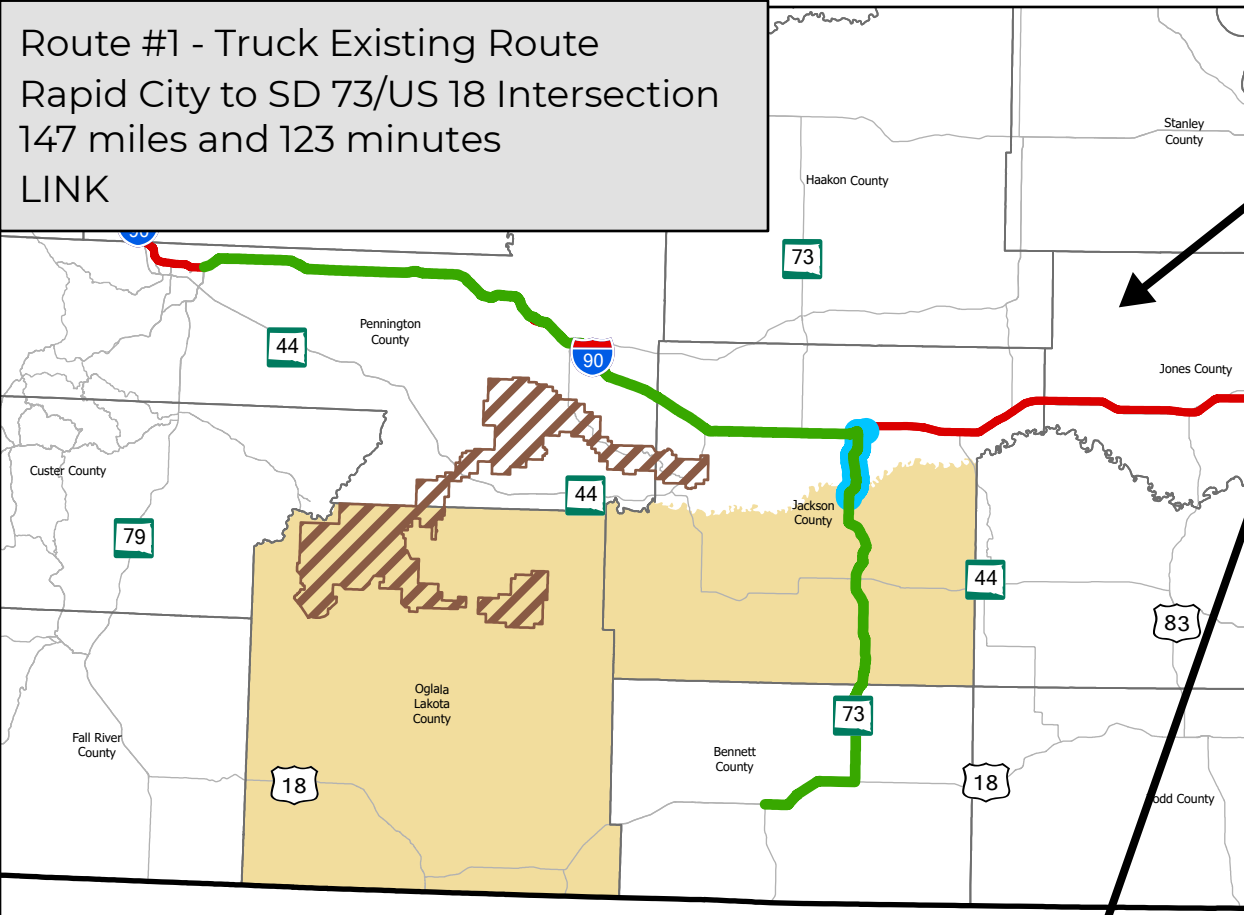 Route #1 - Truck Existing Route
Rapid City to SD 73/US 18 Intersection
147 miles and 123 minutes
LINK
Stanley
County
Haakon County
73
44
Pennington
County
90
Jones County
Custer County
44
Jackson
County
79
44
83
Oglala
Lakota
County
73
Fall River
County
Bennett
County
18
18
odd County